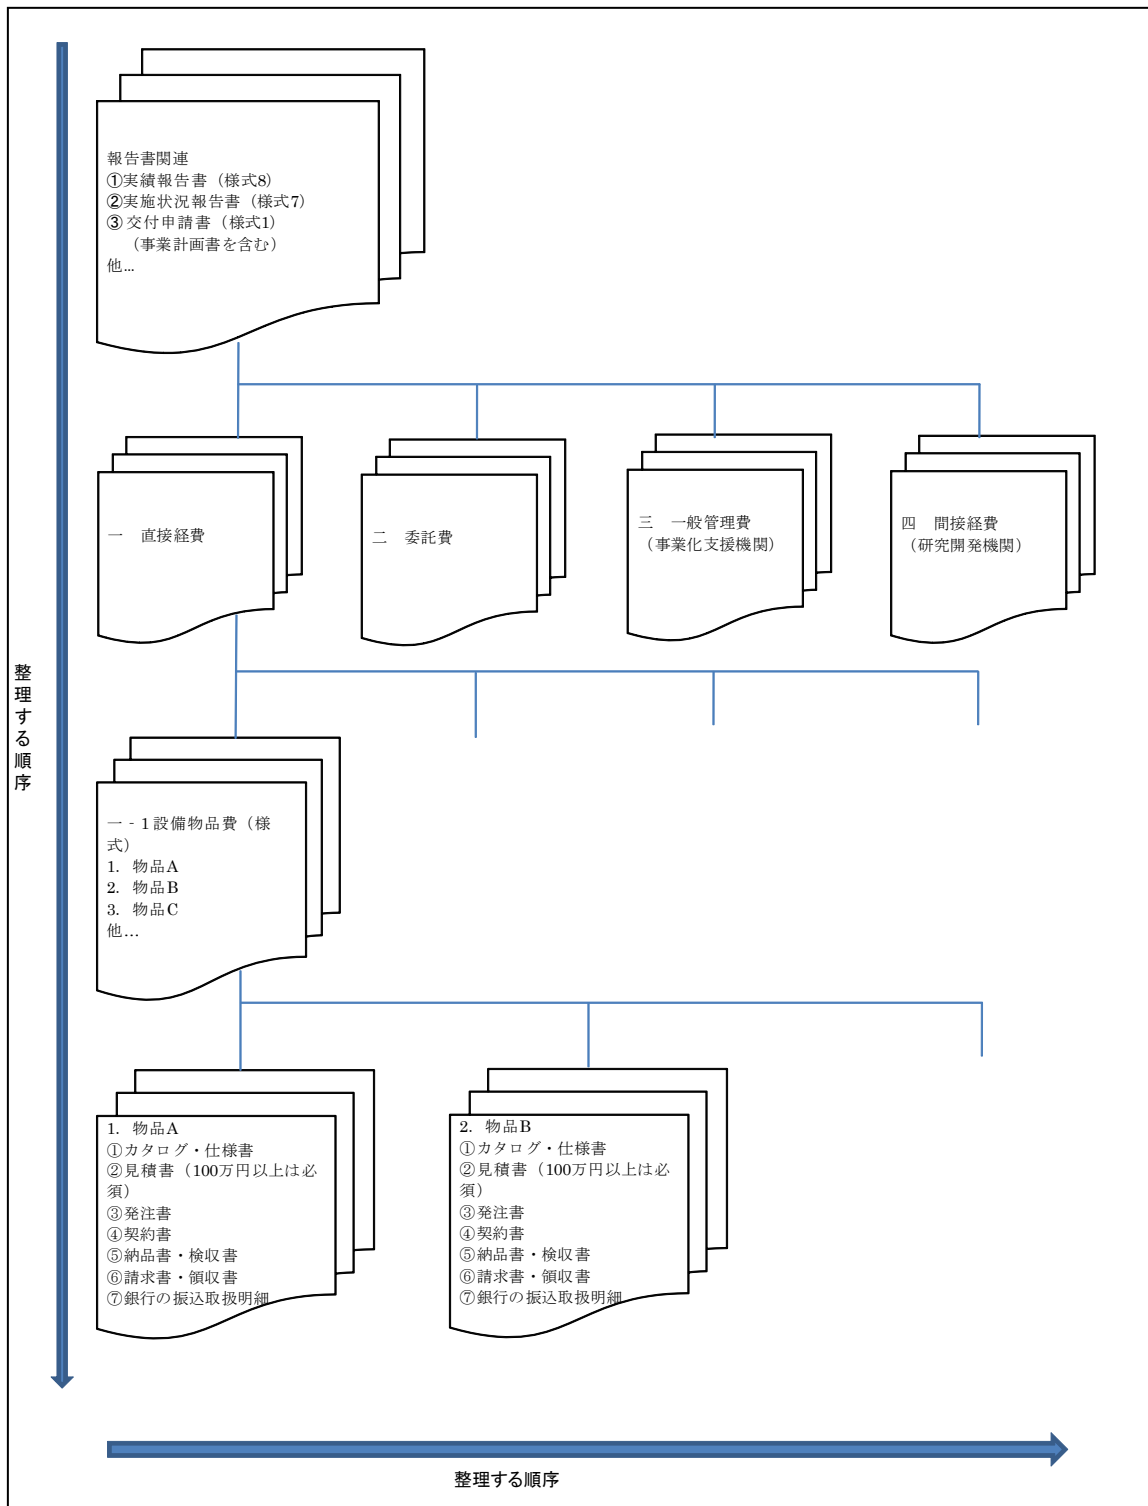 報告書関連
①実績報告書（様式8）
②実施状況報告書（様式7）
③交付申請書（様式1）
（事業計画書を含む）
他...
一　直接経費
二　委託費
三　一般管理費
（事業化支援機関）
四　間接経費
（研究開発機関）
整理する順序
一 - 1設備物品費（様
式）
1. 物品A
2. 物品B
3. 物品C
他...
1. 物品A
①カタログ・仕様書
②見積書（100万円以上は必
須）
③発注書
④契約書
⑤納品書・検収書
⑥請求書・領収書
⑦銀行の振込取扱明細
2. 物品B
①カタログ・仕様書
②見積書（100万円以上は必
須）
③発注書
④契約書
⑤納品書・検収書
⑥請求書・領収書
⑦銀行の振込取扱明細
整理する順序